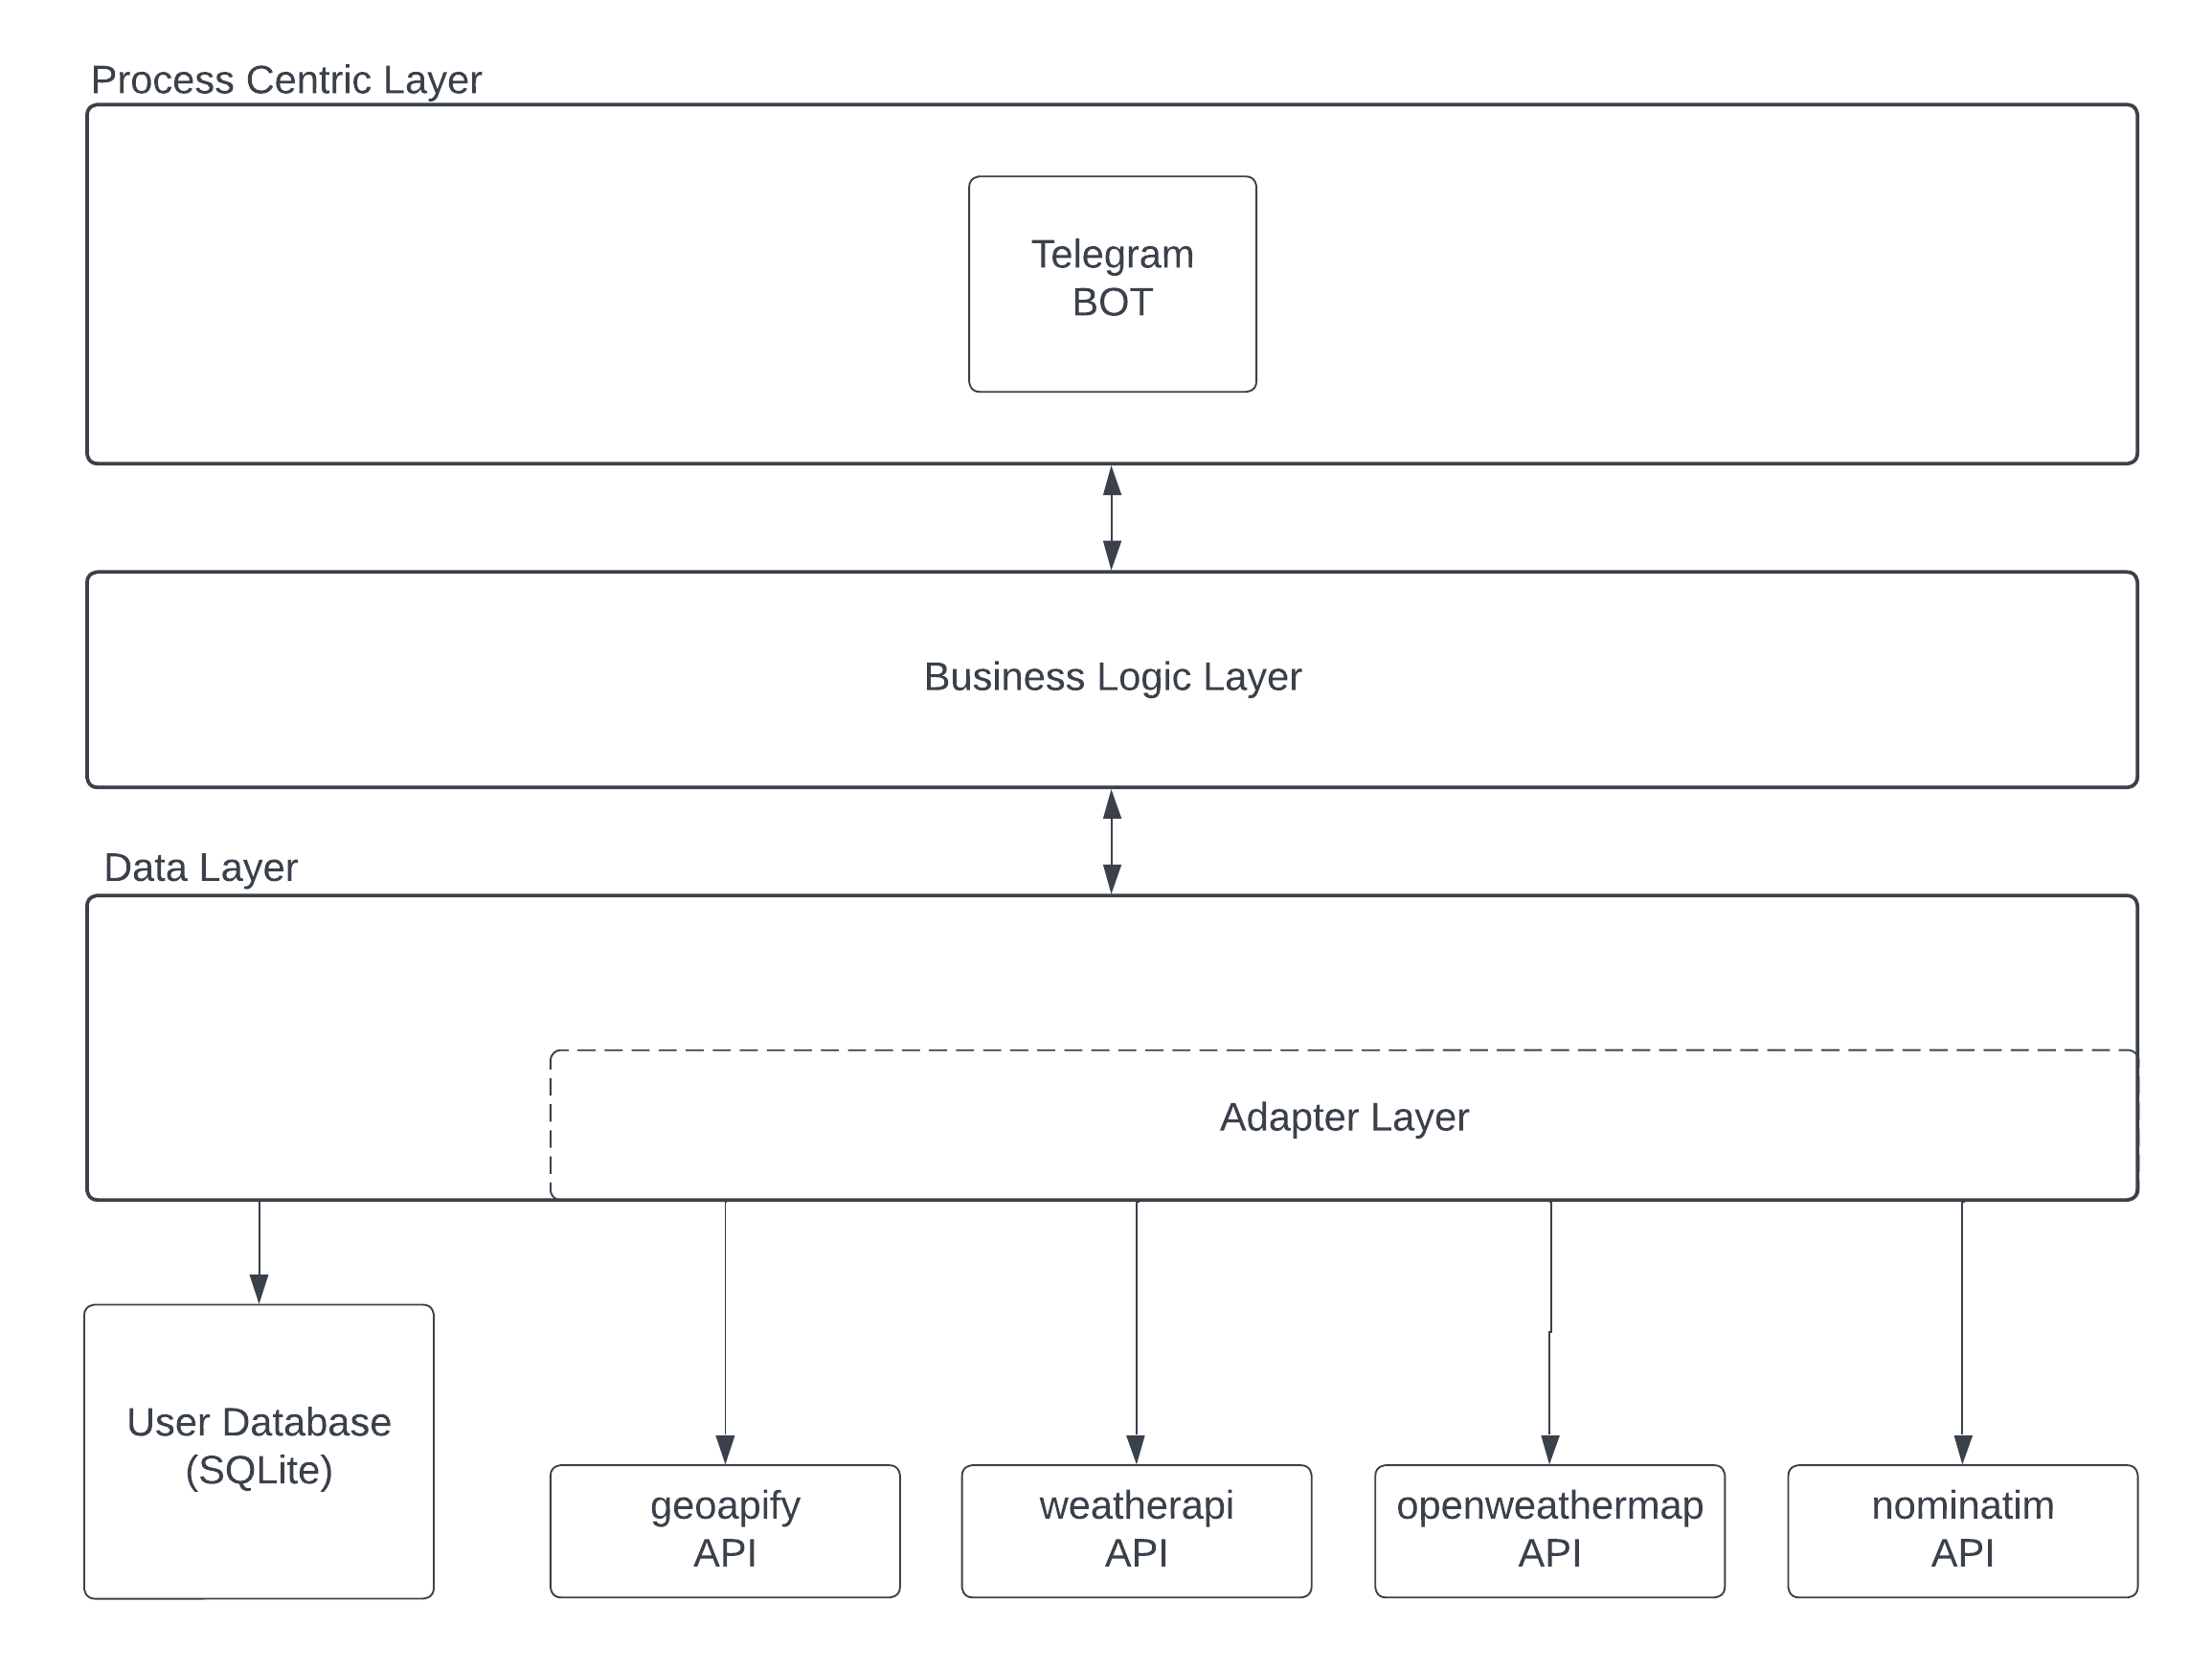 Process Centric Layer
Telegram
BOT
Business Logic Layer
Data Layer
Adapter Layer
User Database
(SQLite)
geoapify
API
weatherapi
API
openweathermap
API
nominatim
API